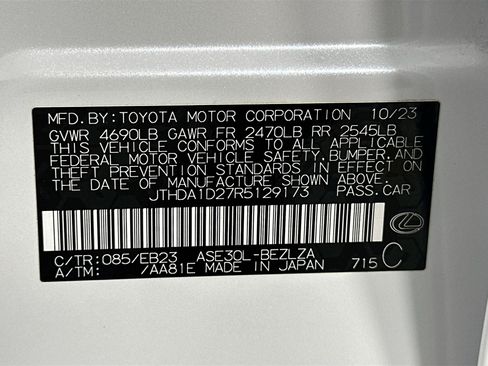 MFD.BY:TOYOTA MOTOR CORPORATION 10/23
GVWR 4690LB GAWR FR 2470LB RR 2545LB
THIS VEHICLE CONFORMS TO ALL APPLICABLE
FEDERAL MOTOR VEHICLE SAFETY,BUMPER,AND
THEFT PREVENTION STANDARDS IN EFFECT ON
THE DATE OF MANUFACTURE SHOWN ABOVE.
JTHDA1D27R5129173 PASS.CAR
C/TR:085/EB23 ASE30L-BEZLZA
A/TM: /AA81E MADE IN JAPAN 715 C